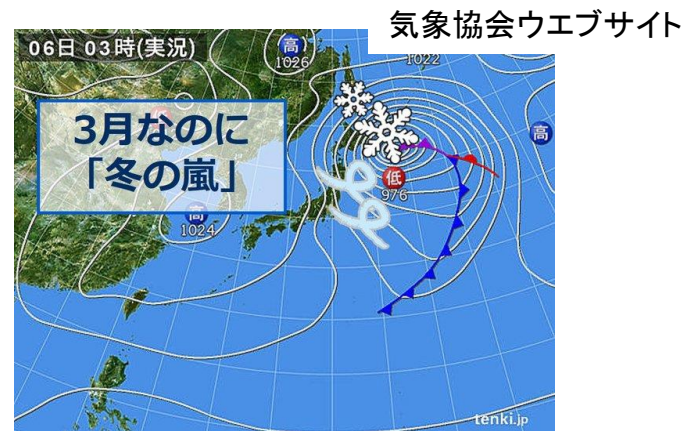 気象協会ウエブサイト
06日 03時(実況)
高
1026
1022
3月なのに
「冬の嵐」
高
低
976
高
1024
tenki.jp